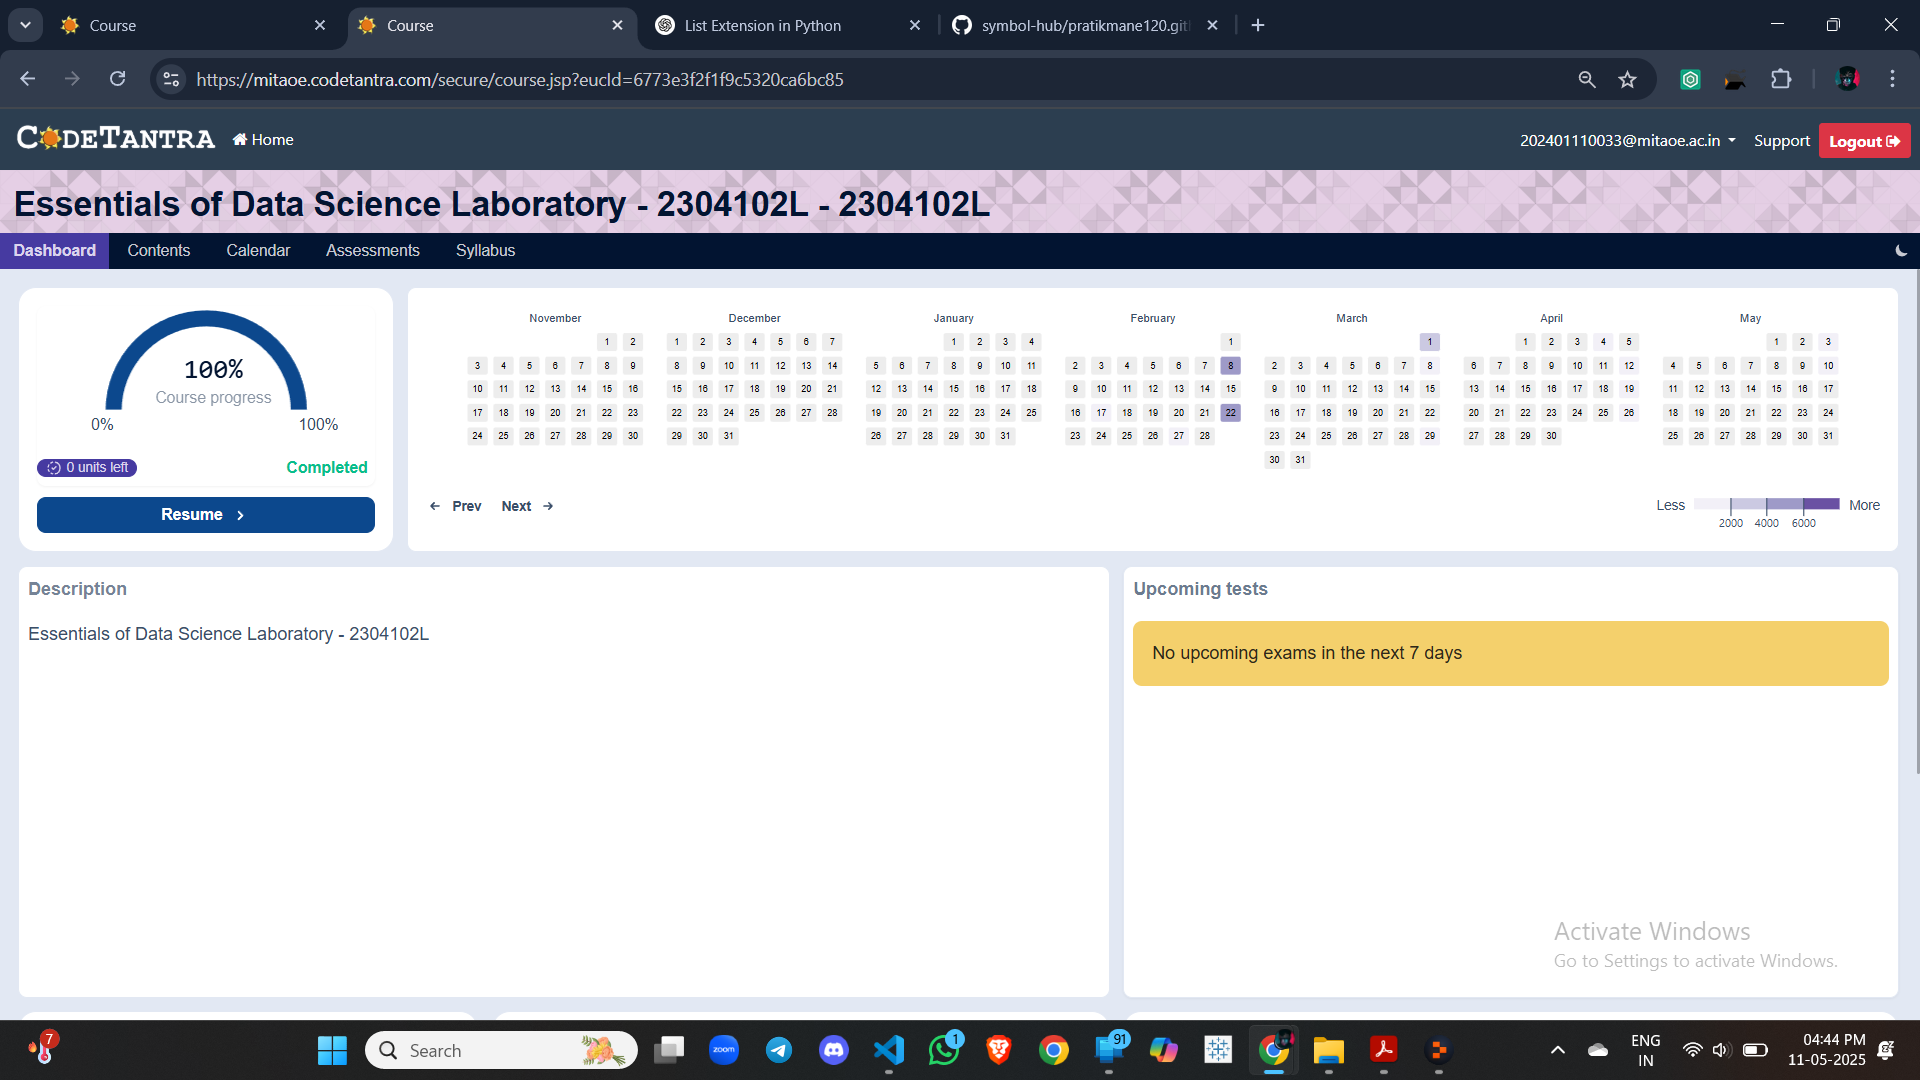 Course
Course
List Extension in Python
symbol-hub/pratikmane120.git
https://mitaoe.codetantra.com/secure/course.jsp?eucId=6773e3f2f1f9c5320ca6bc85
CODETANTRA
Home
202401110033@mitaoe.ac.in
Support
Logout
Essentials of Data Science Laboratory - 2304102L - 2304102L
Dashboard
Contents
Calendar
Assessments
Syllabus
100%
Course progress
0%
100%
0 units left
Completed
Resume
November
1 2
3 4 5 6 7 8 9
10 11 12 13 14 15 16
17 18 19 20 21 22 23
24 25 26 27 28 29 30
December
1 2 3 4 5 6 7
8 9 10 11 12 13 14
15 16 17 18 19 20 21
22 23 24 25 26 27 28
29 30 31
January
1 2 3 4
5 6 7 8 9 10 11
12 13 14 15 16 17 18
19 20 21 22 23 24 25
26 27 28 29 30 31
February
1
2 3 4 5 6 7 8
9 10 11 12 13 14 15
16 17 18 19 20 21 22
23 24 25 26 27 28
March
1
2 3 4 5 6 7 8
9 10 11 12 13 14 15
16 17 18 19 20 21 22
23 24 25 26 27 28 29
30 31
April
1 2 3 4 5
6 7 8 9 10 11 12
13 14 15 16 17 18 19
20 21 22 23 24 25 26
27 28 29 30
May
1 2 3
4 5 6 7 8 9 10
11 12 13 14 15 16 17
18 19 20 21 22 23 24
25 26 27 28 29 30 31
Prev
Next
Less
More
2000 4000 6000
Description
Essentials of Data Science Laboratory - 2304102L
Upcoming tests
No upcoming exams in the next 7 days
Activate Windows
Go to Settings to activate Windows.
7
Search
zoom
1
91
ENG
IN
04:44 PM
11-05-2025